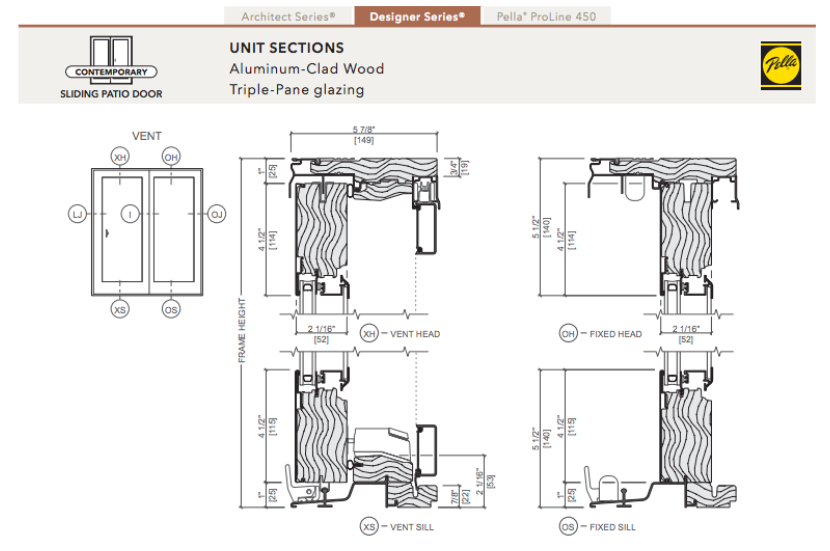 Architect Series®
Designer Series®
Pella® ProLine 450
CONTEMPORARY
SLIDING PATIO DOOR
UNIT SECTIONS
Aluminum-Clad Wood
Triple-Pane glazing
Pella
VENT
XH
OH
LJ
I
OJ
XS
OS
5 7/8"
[149]
1"
[25]
3/4"
[19]
4 1/2"
[114]
FRAME HEIGHT
2 1/16"
[52]
XH – VENT HEAD
5 1/2"
[140]
4 1/2"
[114]
2 1/16"
[52]
OH – FIXED HEAD
4 1/2"
[115]
1"
[25]
7/8"
[22]
2 1/16"
[53]
XS – VENT SILL
5 1/2"
[140]
4 1/2"
[115]
1"
[25]
OS – FIXED SILL